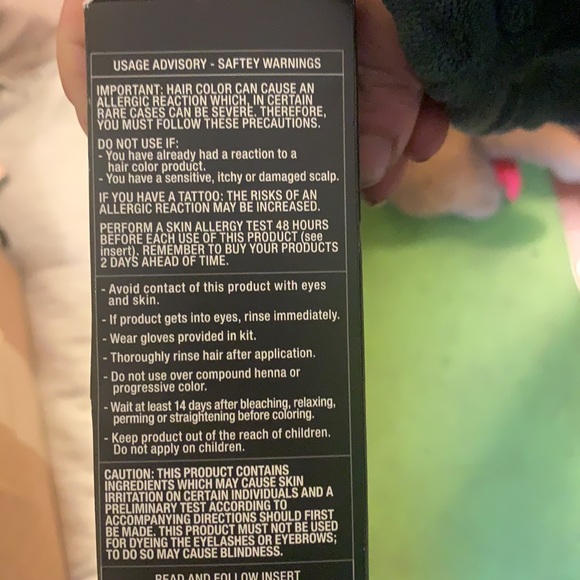 USAGE ADVISORY - SAFTEY WARNINGS
IMPORTANT: HAIR COLOR CAN CAUSE AN
ALLERGIC REACTION WHICH, IN CERTAIN
RARE CASES CAN BE SEVERE. THEREFORE,
YOU MUST FOLLOW THESE PRECAUTIONS.
DO NOT USE IF:
- You have already had a reaction to a
hair color product.
- You have a sensitive, itchy or damaged scalp.
IF YOU HAVE A TATTOO: THE RISKS OF AN
ALLERGIC REACTION MAY BE INCREASED.
PERFORM A SKIN ALLERGY TEST 48 HOURS
BEFORE EACH USE OF THIS PRODUCT (see
insert). REMEMBER TO BUY YOUR PRODUCTS
2 DAYS AHEAD OF TIME.
- Avoid contact of this product with eyes
and skin.
- If product gets into eyes, rinse immediately.
- Wear gloves provided in kit.
- Thoroughly rinse hair after application.
- Do not use over compound henna or
progressive color.
- Wait at least 14 days after bleaching, relaxing,
perming or straightening before coloring.
- Keep product out of the reach of children.
Do not apply on children.
CAUTION: THIS PRODUCT CONTAINS
INGREDIENTS WHICH MAY CAUSE SKIN
IRRITATION ON CERTAIN INDIVIDUALS AND A
PRELIMINARY TEST ACCORDING TO
ACCOMPANYING DIRECTIONS SHOULD FIRST
BE MADE. THIS PRODUCT MUST NOT BE USED
FOR DYEING THE EYELASHES OR EYEBROWS;
TO DO SO MAY CAUSE BLINDNESS.
READ AND FOLLOW INSERT